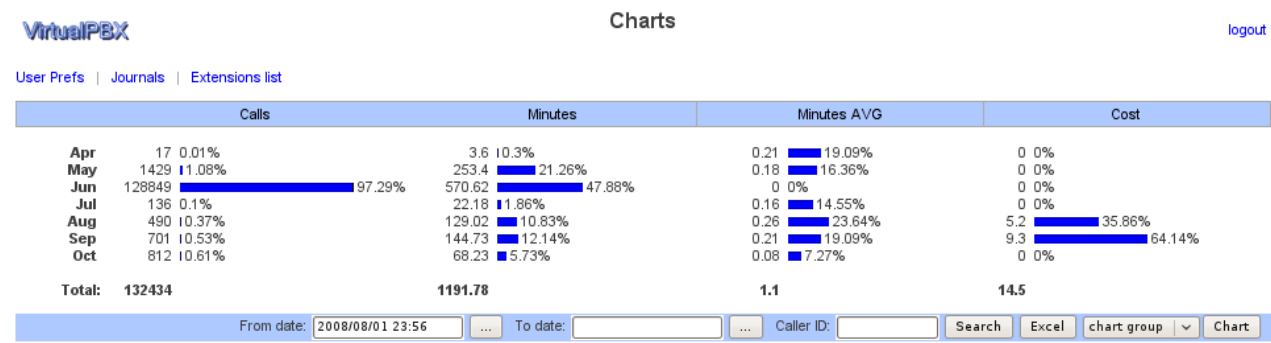 VirtualPBX
Charts
logout
User Prefs | Journals | Extensions list
Calls Minutes Minutes AVG Cost
Apr 17 0.01% 3.6 0.3% 0.21 19.09% 0 0%
May 1429 1.08% 253.4 21.26% 0.18 16.36% 0 0%
Jun 128849 97.29% 570.62 47.88% 0 0% 0 0%
Jul 136 0.1% 22.18 1.86% 0.16 14.55% 0 0%
Aug 490 0.37% 129.02 10.83% 0.26 23.64% 5.2 35.86%
Sep 701 0.53% 144.73 12.14% 0.21 19.09% 9.3 64.14%
Oct 812 0.61% 68.23 5.73% 0.08 7.27% 0 0%
Total: 132434 1191.78 1.1 14.5
From date: 2008/08/01 23:56 ... To date: ... Caller ID: Search Excel chart group Chart